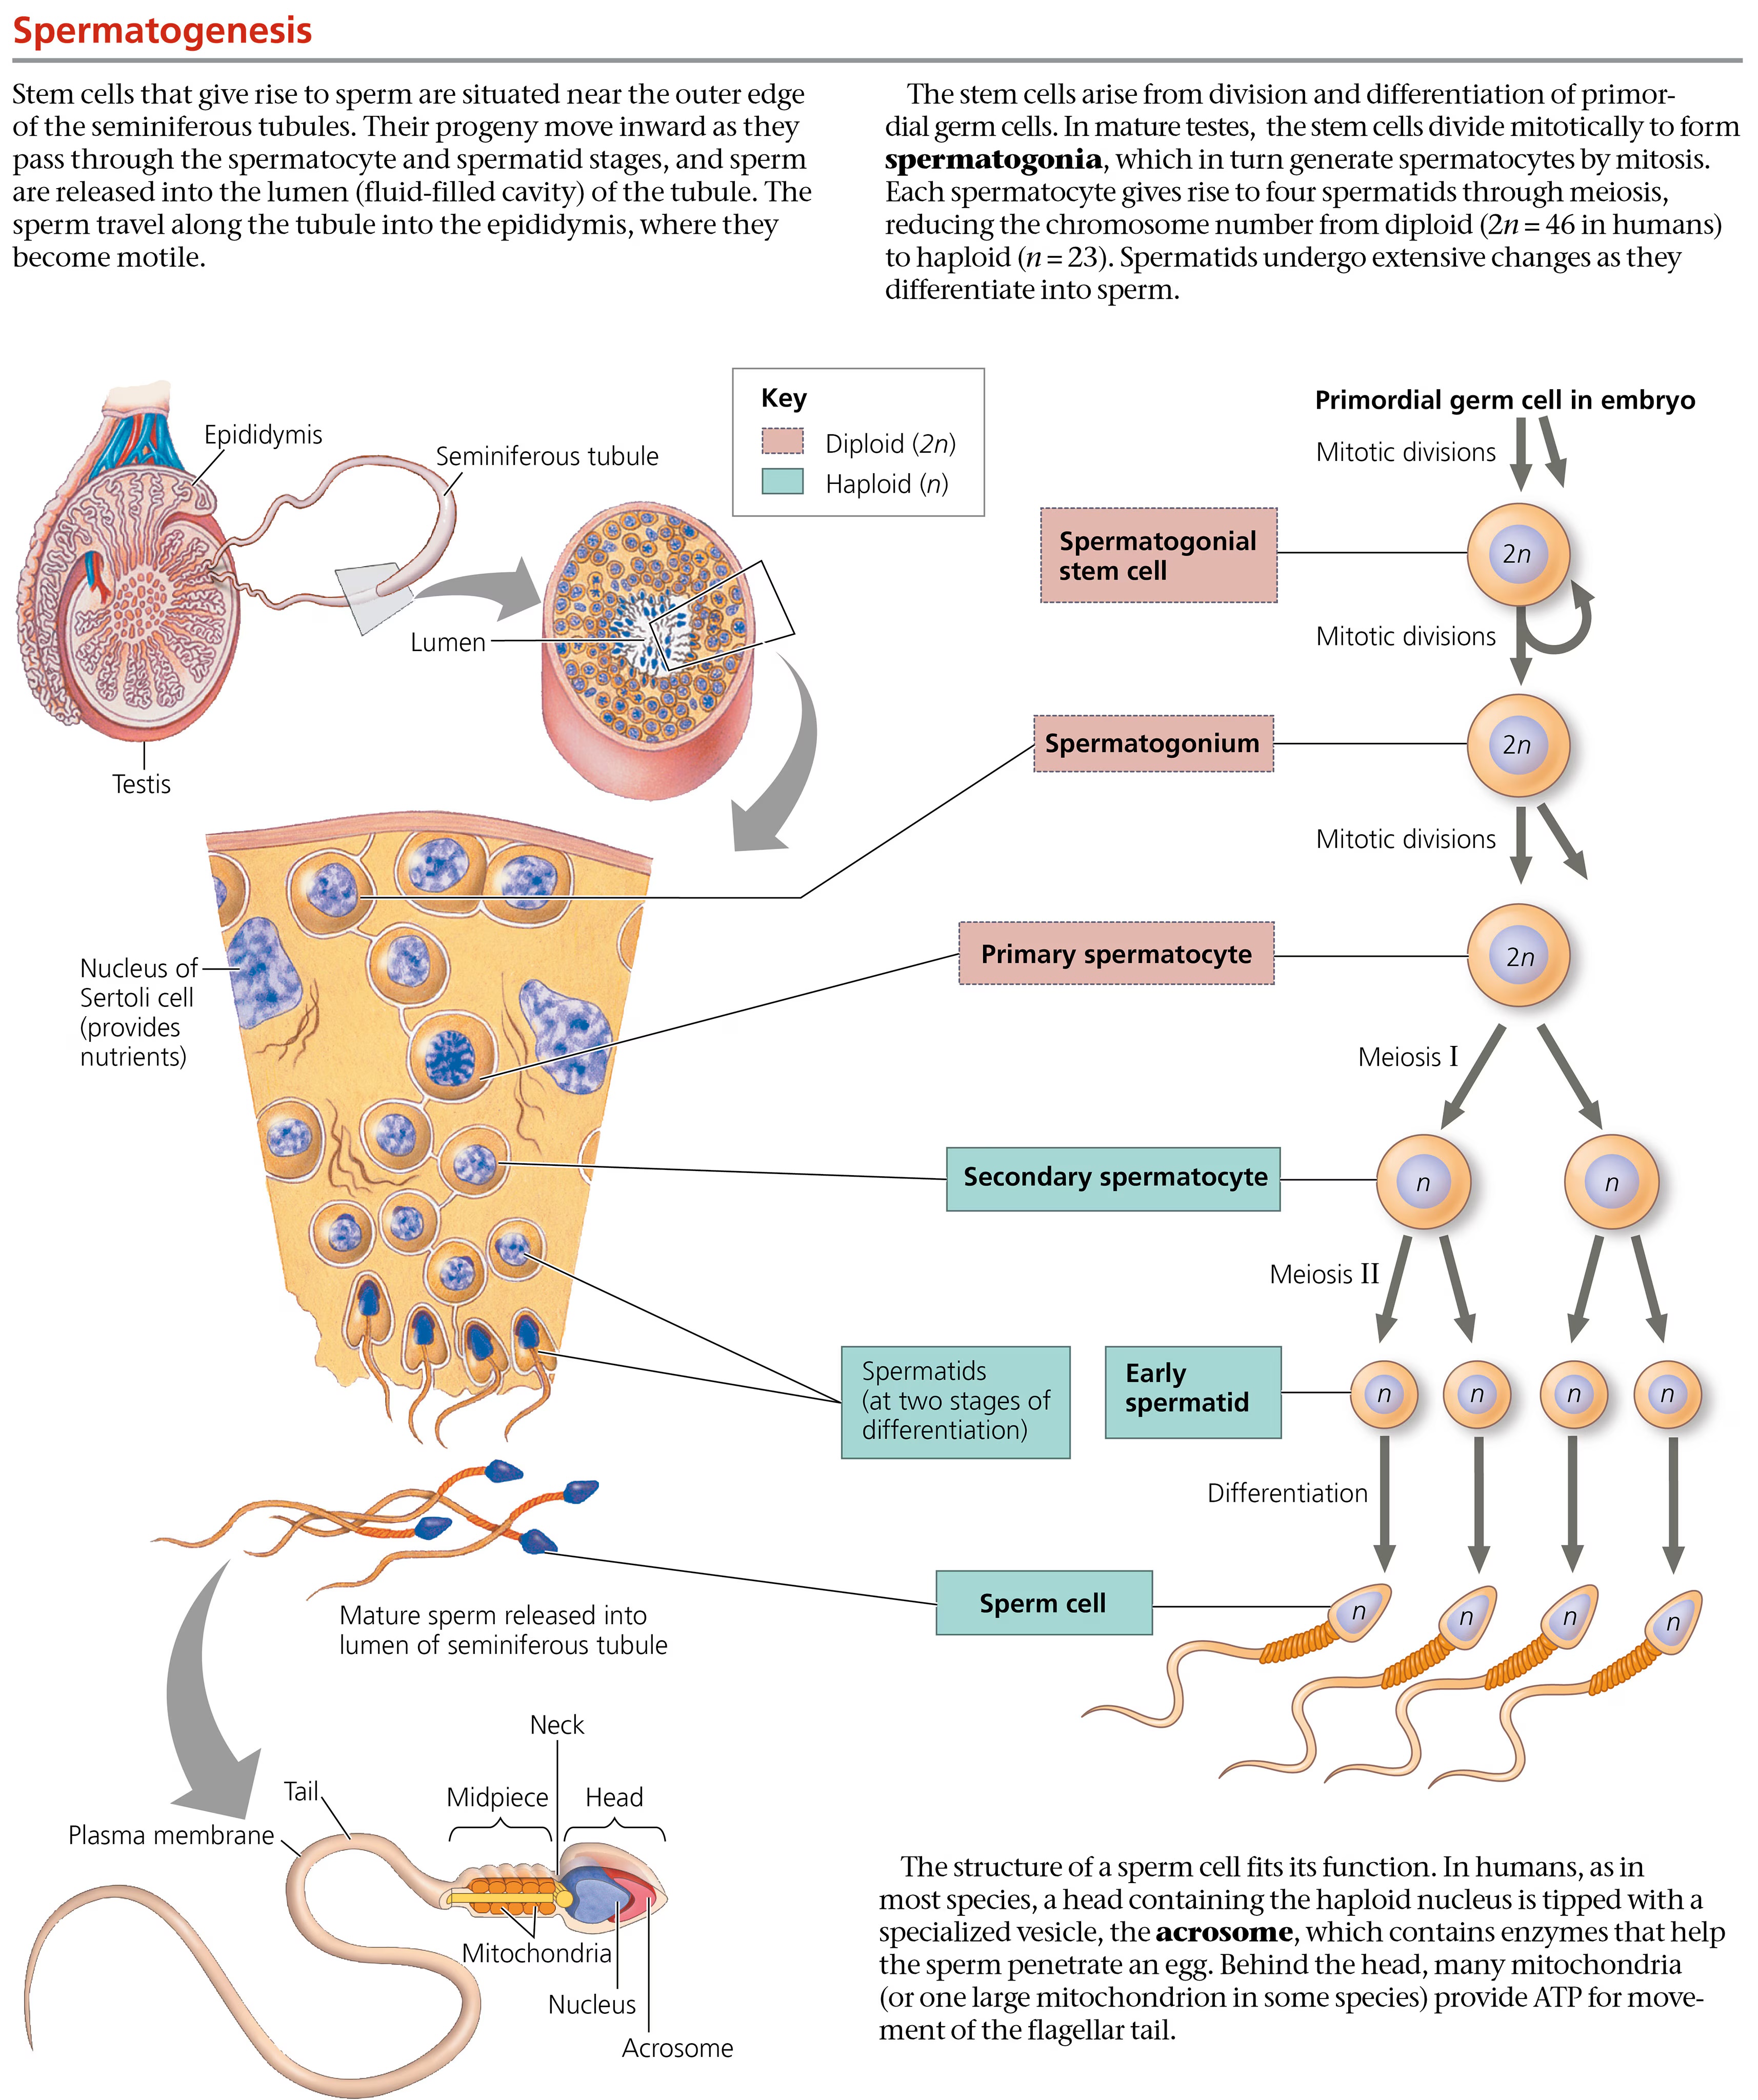 Spermatogenesis
Stem cells that give rise to sperm are situated near the outer edge
of the seminiferous tubules. Their progeny move inward as they
pass through the spermatocyte and spermatid stages, and sperm
are released into the lumen (fluid-filled cavity) of the tubule. The
sperm travel along the tubule into the epididymis, where they
become motile.
The stem cells arise from division and differentiation of primor-
dial germ cells. In mature testes, the stem cells divide mitotically to form
spermatogonia, which in turn generate spermatocytes by mitosis.
Each spermatocyte gives rise to four spermatids through meiosis,
reducing the chromosome number from diploid (2n = 46 in humans)
to haploid (n = 23). Spermatids undergo extensive changes as they
differentiate into sperm.
Epididymis
Seminiferous tubule
Lumen
Testis
Key
Diploid (2n)
Haploid (n)
Primordial germ cell in embryo
Mitotic divisions
Spermatogonial
stem cell
2n
Mitotic divisions
Spermatogonium
2n
Mitotic divisions
Nucleus of
Sertoli cell
(provides
nutrients)
Primary spermatocyte
2n
Meiosis I
Secondary spermatocyte
n
n
Meiosis II
Spermatids
(at two stages of
differentiation)
Early
spermatid
n
n
n
n
Differentiation
Sperm cell
n
n
n
n
Mature sperm released into
lumen of seminiferous tubule
Neck
Tail
Midpiece
Head
Plasma membrane
Mitochondria
Nucleus
Acrosome
The structure of a sperm cell fits its function. In humans, as in
most species, a head containing the haploid nucleus is tipped with a
specialized vesicle, the acrosome, which contains enzymes that help
the sperm penetrate an egg. Behind the head, many mitochondria
(or one large mitochondrion in some species) provide ATP for move-
ment of the flagellar tail.